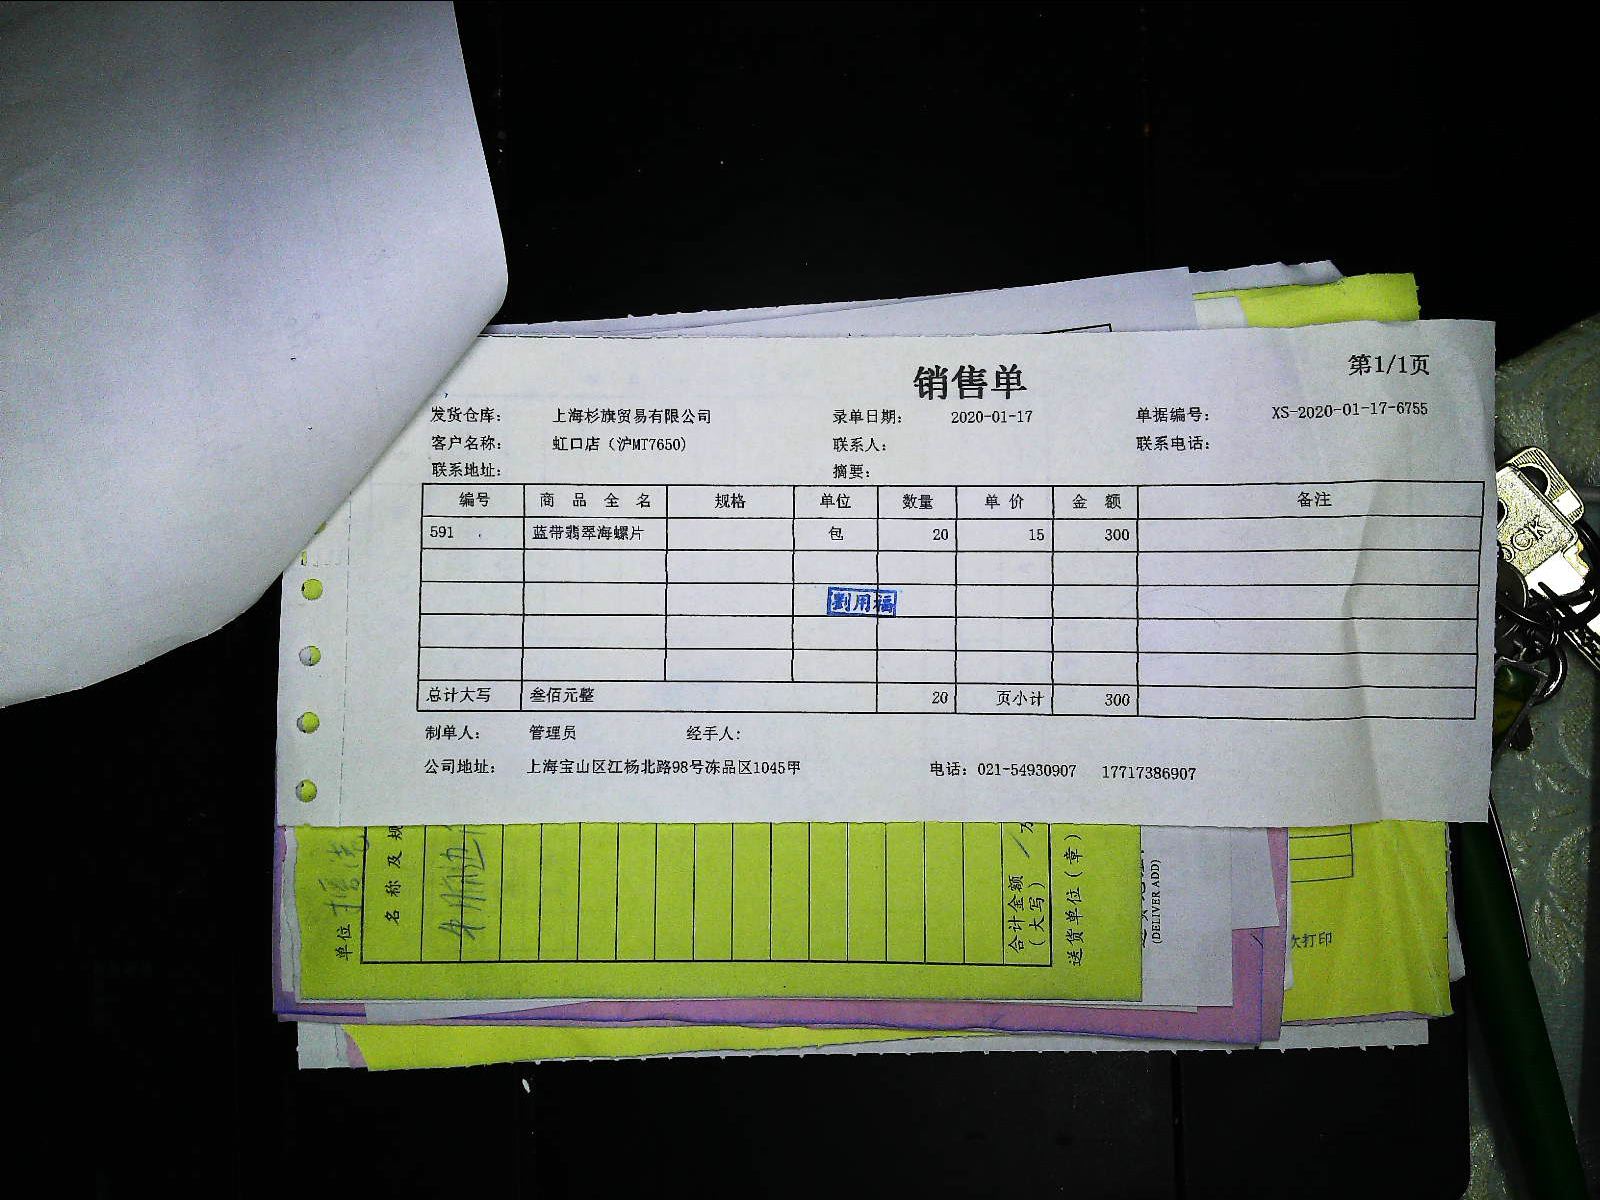 销售单
第1/1页
发货仓库： 上海杉旗贸易有限公司 录单日期： 2020-01-17 单据编号： XS-2020-01-17-6755
客户名称： 虹口店（沪MT7650） 联系人： 联系电话：
联系地址： 摘要：
编号 商品全名 规格 单位 数量 单价 金额 备注
591 蓝带翡翠海螺片 包 20 15 300
劉用福
总计大写 叁佰元整 20 页小计 300
制单人： 管理员 经手人：
公司地址： 上海宝山区江杨北路98号冻品区1045甲 电话：021-54930907 17717386907
单位
名称及规
合计金额
（大写）
万
送货单位（章）
(DELIVER ADD)
次打印